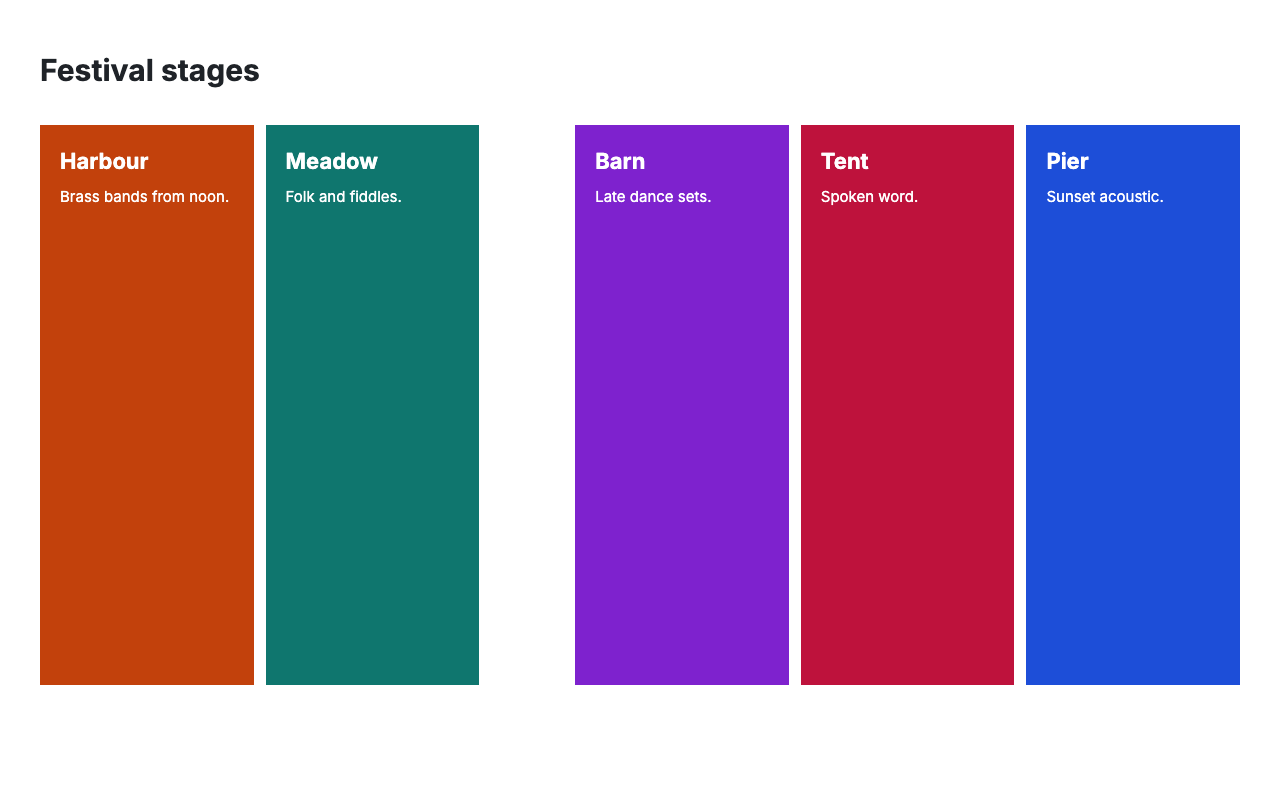 Festival stages
Harbour
Brass bands from noon.
Meadow
Folk and fiddles.
Barn
Late dance sets.
Tent
Spoken word.
Pier
Sunset acoustic.